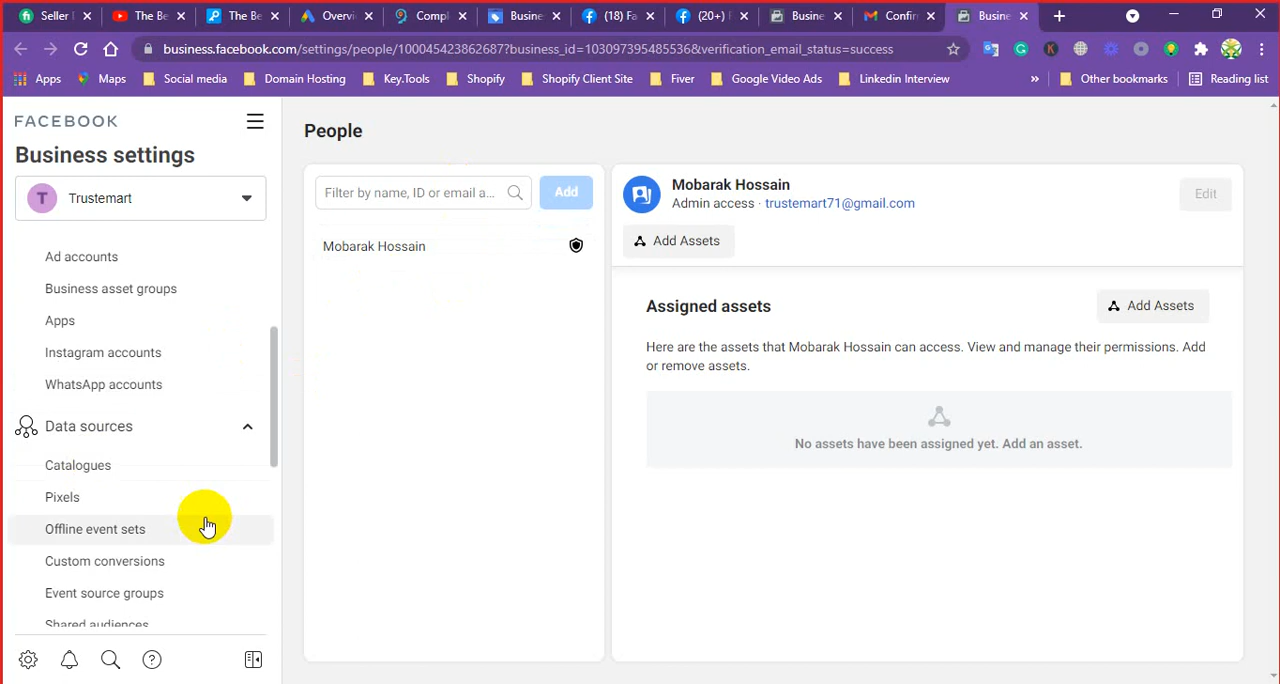 Seller
The Be
The Be
Overvi
Compl
Busine
(18) Fa
(20+) F
Busine
Confir
Busine
business.facebook.com/settings/people/100045423862687?business_id=1030973954855368&verification_email_status=success
Apps
Maps
Social media
Domain Hosting
Key.Tools
Shopify
Shopify Client Site
Fiver
Google Video Ads
Linkedin Interview
»
Other bookmarks
Reading list
FACEBOOK
Business settings
T
Trustemart
Ad accounts
Business asset groups
Apps
Instagram accounts
WhatsApp accounts
Data sources
Catalogues
Pixels
Offline event sets
Custom conversions
Event source groups
Shared audiences
People
Filter by name, ID or email a...
Add
Mobarak Hossain
Mobarak Hossain
Admin access · trustemart71@gmail.com
Edit
Add Assets
Assigned assets
Add Assets
Here are the assets that Mobarak Hossain can access. View and manage their permissions. Add
or remove assets.
No assets have been assigned yet. Add an asset.